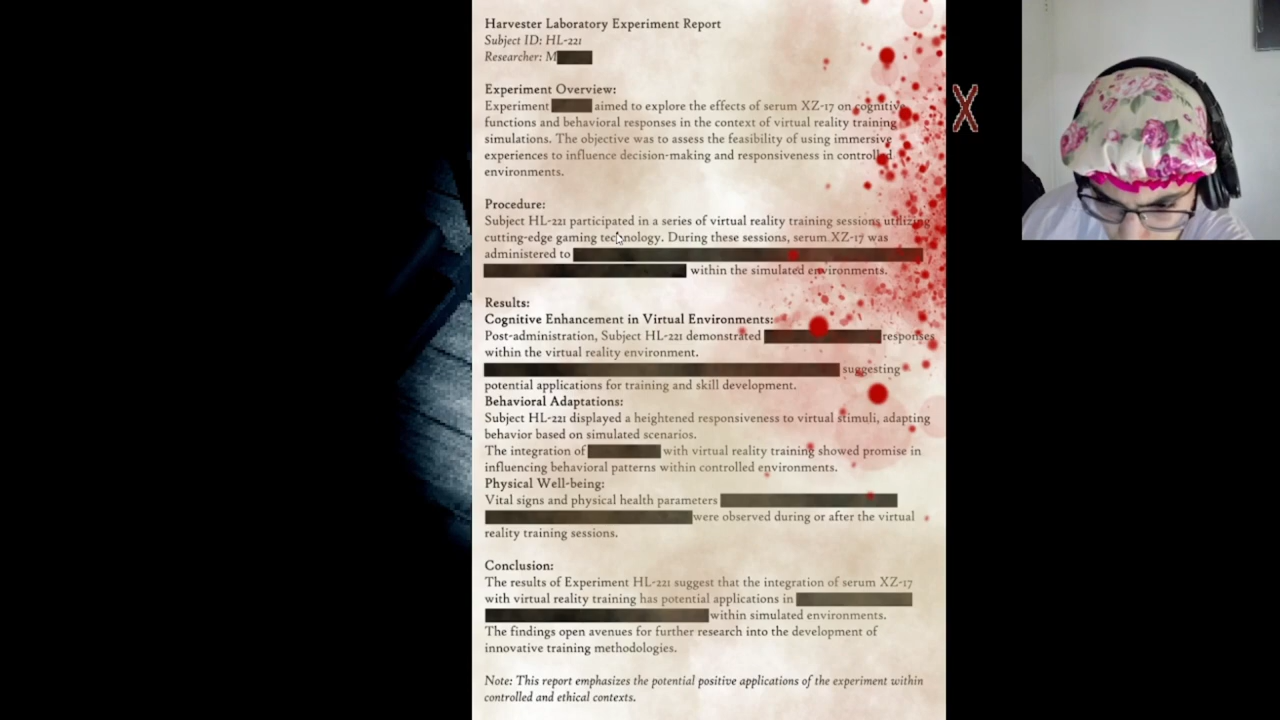 Harvester Laboratory Experiment Report
Subject ID: HL-221
Researcher: M
Experiment Overview:
Experiment aimed to explore the effects of serum XZ-17 on cognitive
functions and behavioral responses in the context of virtual reality training
simulations. The objective was to assess the feasibility of using immersive
experiences to influence decision-making and responsiveness in controlled
environments.
Procedure:
Subject HL-221 participated in a series of virtual reality training sessions utilizing
cutting-edge gaming technology. During these sessions, serum XZ-17 was
administered to
within the simulated environments.
Results:
Cognitive Enhancement in Virtual Environments:
Post-administration, Subject HL-221 demonstrated responses
within the virtual reality environment.
suggesting
potential applications for training and skill development.
Behavioral Adaptations:
Subject HL-221 displayed a heightened responsiveness to virtual stimuli, adapting
behavior based on simulated scenarios.
The integration of with virtual reality training showed promise in
influencing behavioral patterns within controlled environments.
Physical Well-being:
Vital signs and physical health parameters
were observed during or after the virtual
reality training sessions.
Conclusion:
The results of Experiment HL-221 suggest that the integration of serum XZ-17
with virtual reality training has potential applications in
within simulated environments.
The findings open avenues for further research into the development of
innovative training methodologies.
Note: This report emphasizes the potential positive applications of the experiment within
controlled and ethical contexts.
X